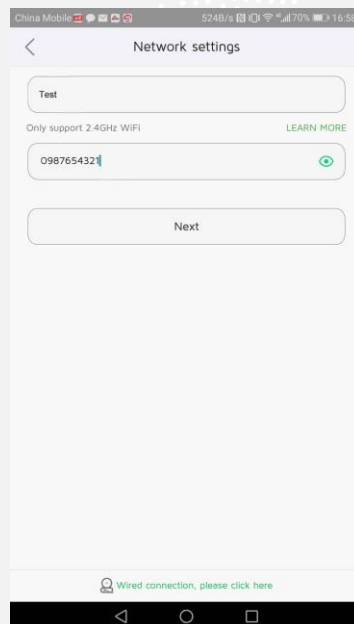 China Mobile 524B/s 70% 16:58
Network settings
Test
Only support 2.4GHz WiFi LEARN MORE
0987654321
Next
Wired connection, please click here